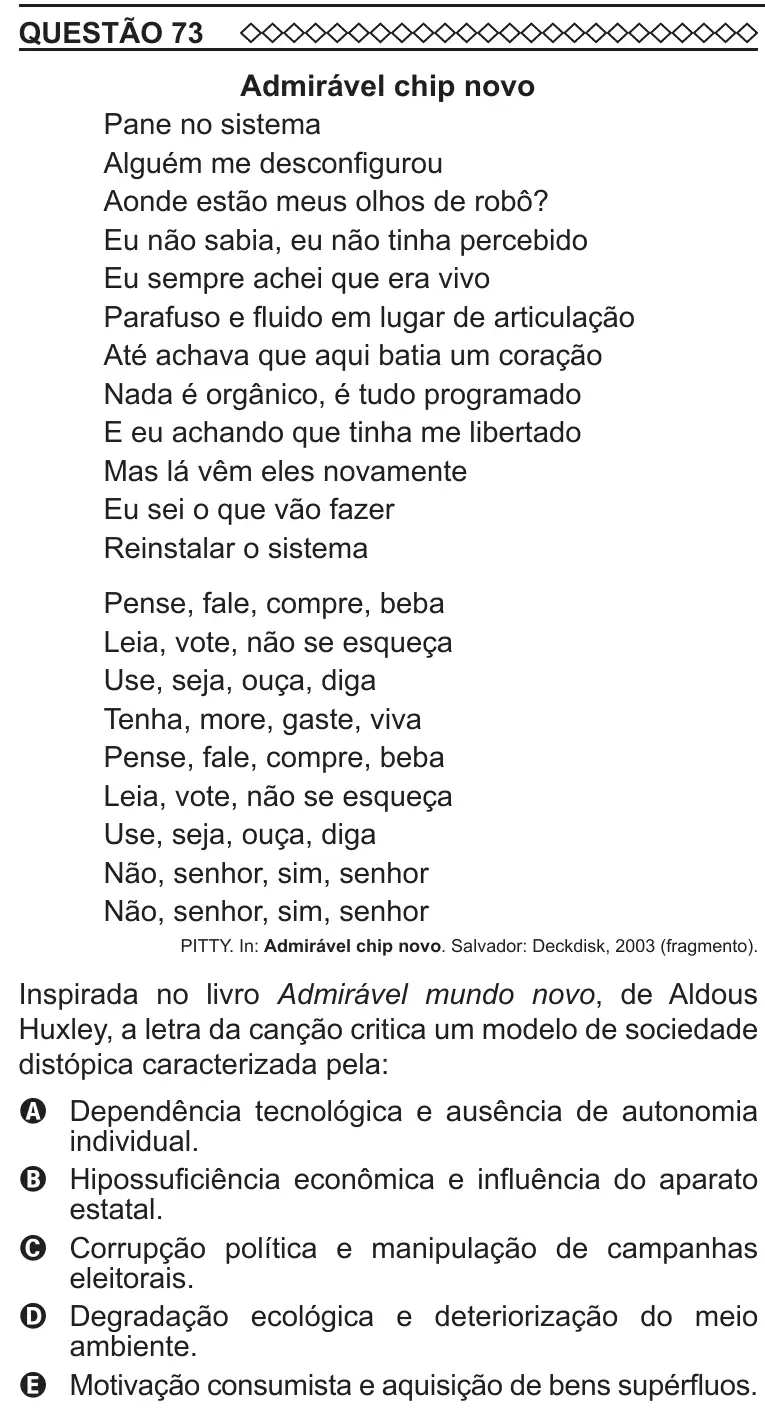 QUESTÃO 73
Admirável chip novo
Pane no sistema
Alguém me desconfigurou
Aonde estão meus olhos de robô?
Eu não sabia, eu não tinha percebido
Eu sempre achei que era vivo
Parafuso e fluido em lugar de articulação
Até achava que aqui batia um coração
Nada é orgânico, é tudo programado
E eu achando que tinha me libertado
Mas lá vêm eles novamente
Eu sei o que vão fazer
Reinstalar o sistema
Pense, fale, compre, beba
Leia, vote, não se esqueça
Use, seja, ouça, diga
Tenha, more, gaste, viva
Pense, fale, compre, beba
Leia, vote, não se esqueça
Use, seja, ouça, diga
Não, senhor, sim, senhor
Não, senhor, sim, senhor
PITTY. In: Admirável chip novo. Salvador: Deckdisk, 2003 (fragmento).
Inspirada no livro Admirável mundo novo, de Aldous
Huxley, a letra da canção critica um modelo de sociedade
distópica caracterizada pela:
A Dependência tecnológica e ausência de autonomia
individual.
B Hipossuficiência econômica e influência do aparato
estatal.
C Corrupção política e manipulação de campanhas
eleitorais.
D Degradação ecológica e deteriorização do meio
ambiente.
E Motivação consumista e aquisição de bens supérfluos.